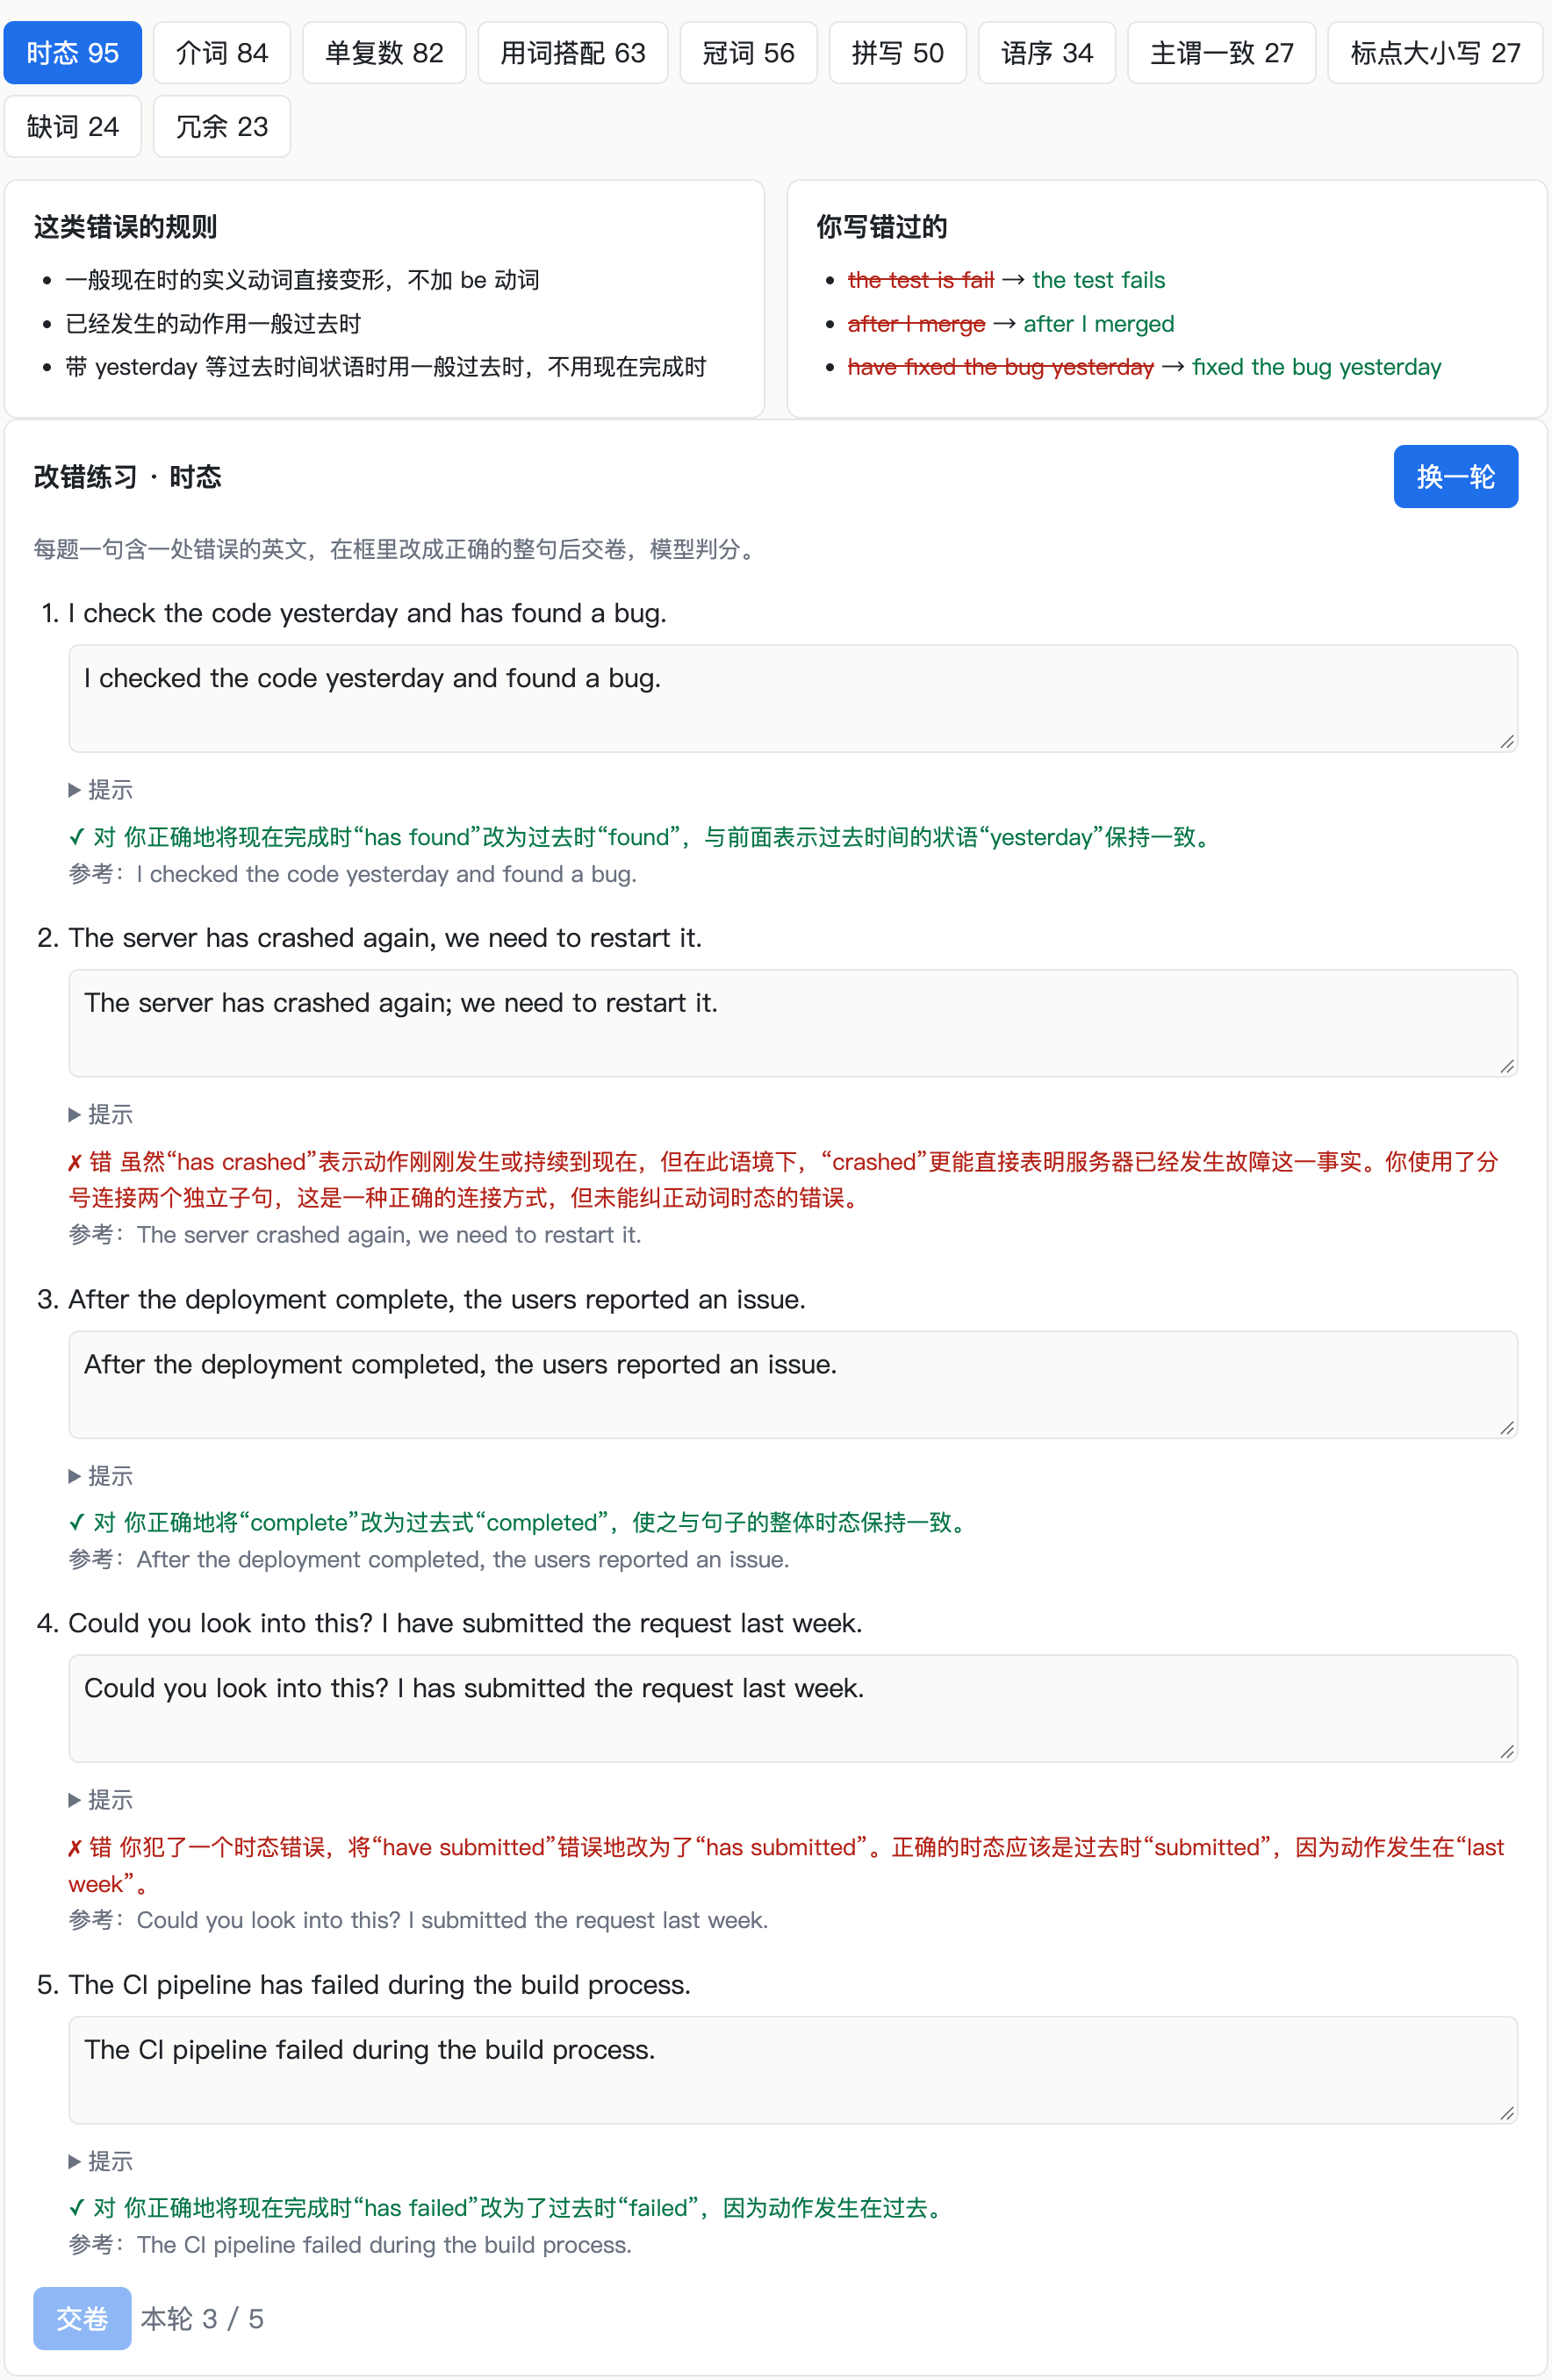 时态 95
介词 84
单复数 82
用词搭配 63
冠词 56
拼写 50
语序 34
主谓一致 27
标点大小写 27
缺词 24
冗余 23
这类错误的规则
• 一般现在时的实义动词直接变形，不加 be 动词
• 已经发生的动作用一般过去时
• 带 yesterday 等过去时间状语时用一般过去时，不用现在完成时
你写错过的
• the test is fail → the test fails
• after I merge → after I merged
• have fixed the bug yesterday → fixed the bug yesterday
改错练习 · 时态
换一轮
每题一句含一处错误的英文，在框里改成正确的整句后交卷，模型判分。
1. I check the code yesterday and has found a bug.
I checked the code yesterday and found a bug.
▶ 提示
✓ 对 你正确地将现在完成时“has found”改为过去时“found”，与前面表示过去时间的状语“yesterday”保持一致。
参考：I checked the code yesterday and found a bug.
2. The server has crashed again, we need to restart it.
The server has crashed again; we need to restart it.
▶ 提示
✗ 错 虽然“has crashed”表示动作刚刚发生或持续到现在，但在此语境下，“crashed”更能直接表明服务器已经发生故障这一事实。你使用了分
号连接两个独立子句，这是一种正确的连接方式，但未能纠正动词时态的错误。
参考：The server crashed again, we need to restart it.
3. After the deployment complete, the users reported an issue.
After the deployment completed, the users reported an issue.
▶ 提示
✓ 对 你正确地将“complete”改为过去式“completed”，使之与句子的整体时态保持一致。
参考：After the deployment completed, the users reported an issue.
4. Could you look into this? I have submitted the request last week.
Could you look into this? I has submitted the request last week.
▶ 提示
✗ 错 你犯了一个时态错误，将“have submitted”错误地改为了“has submitted”。正确的时态应该是过去时“submitted”，因为动作发生在“last
week”。
参考：Could you look into this? I submitted the request last week.
5. The CI pipeline has failed during the build process.
The CI pipeline failed during the build process.
▶ 提示
✓ 对 你正确地将现在完成时“has failed”改为了过去时“failed”，因为动作发生在过去。
参考：The CI pipeline failed during the build process.
交卷
本轮 3 / 5